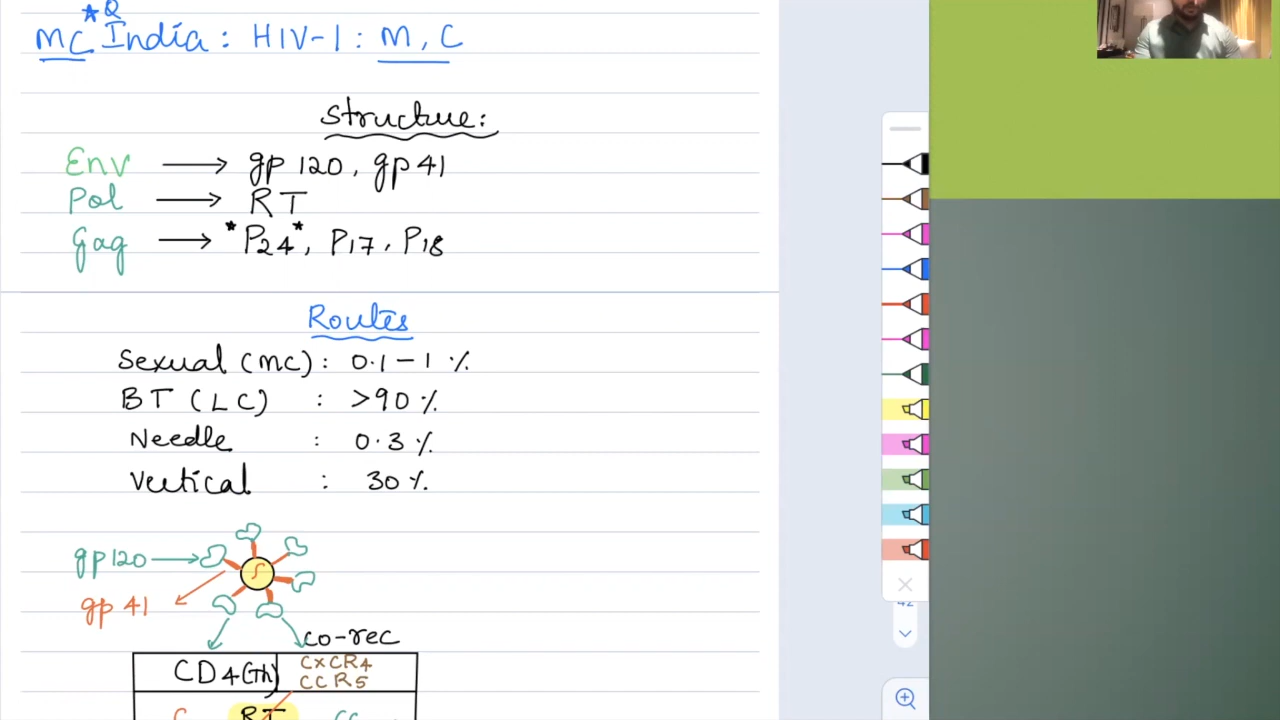 ★ Q
MC India : HIV-1 : M, C
Structure:
Env → gp 120, gp 41
Pol → RT
Gag → *P24*, P17, P18
Routes
Sexual (MC) : 0.1 – 1 %
BT (LC) : >90 %
Needle : 0.3 %
Vertical : 30 %
gp 120
gp 41
co-rec
CD4 (Th) CXCR4
CCR5
RT